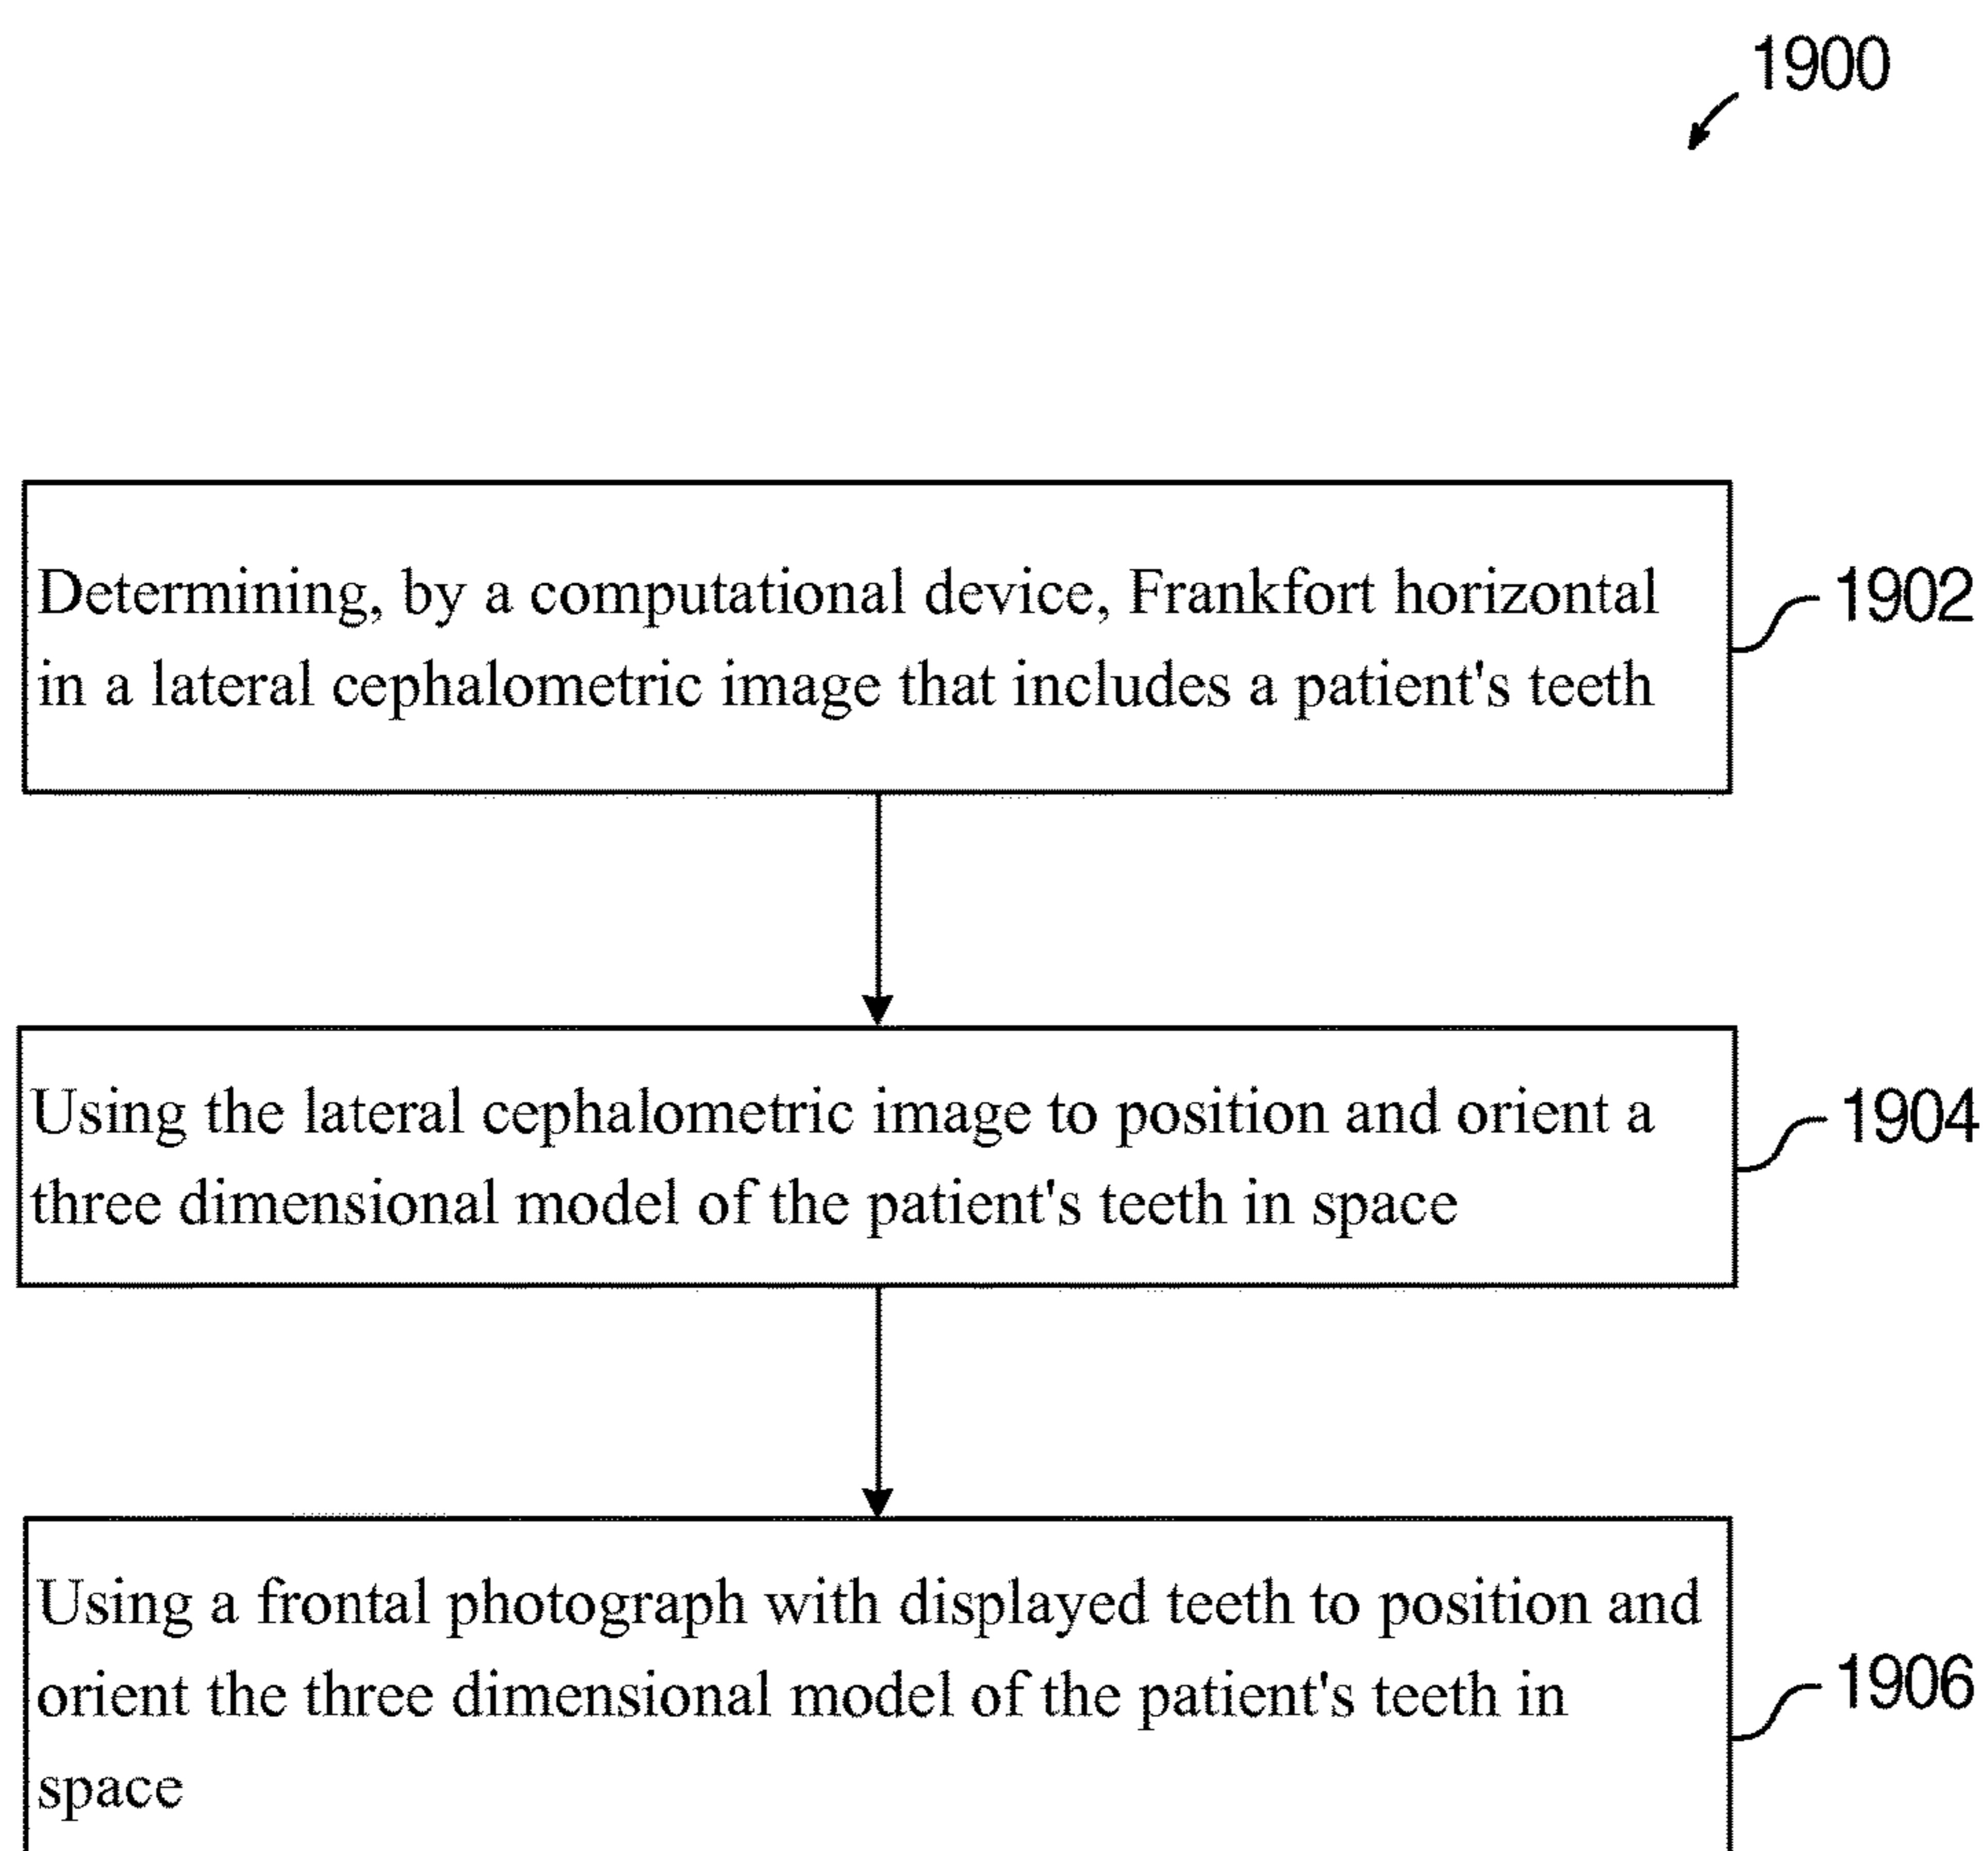 1900
Determining, by a computational device, Frankfort horizontal
in a lateral cephalometric image that includes a patient's teeth
1902
Using the lateral cephalometric image to position and orient a
three dimensional model of the patient's teeth in space
1904
Using a frontal photograph with displayed teeth to position and
orient the three dimensional model of the patient's teeth in
space
1906